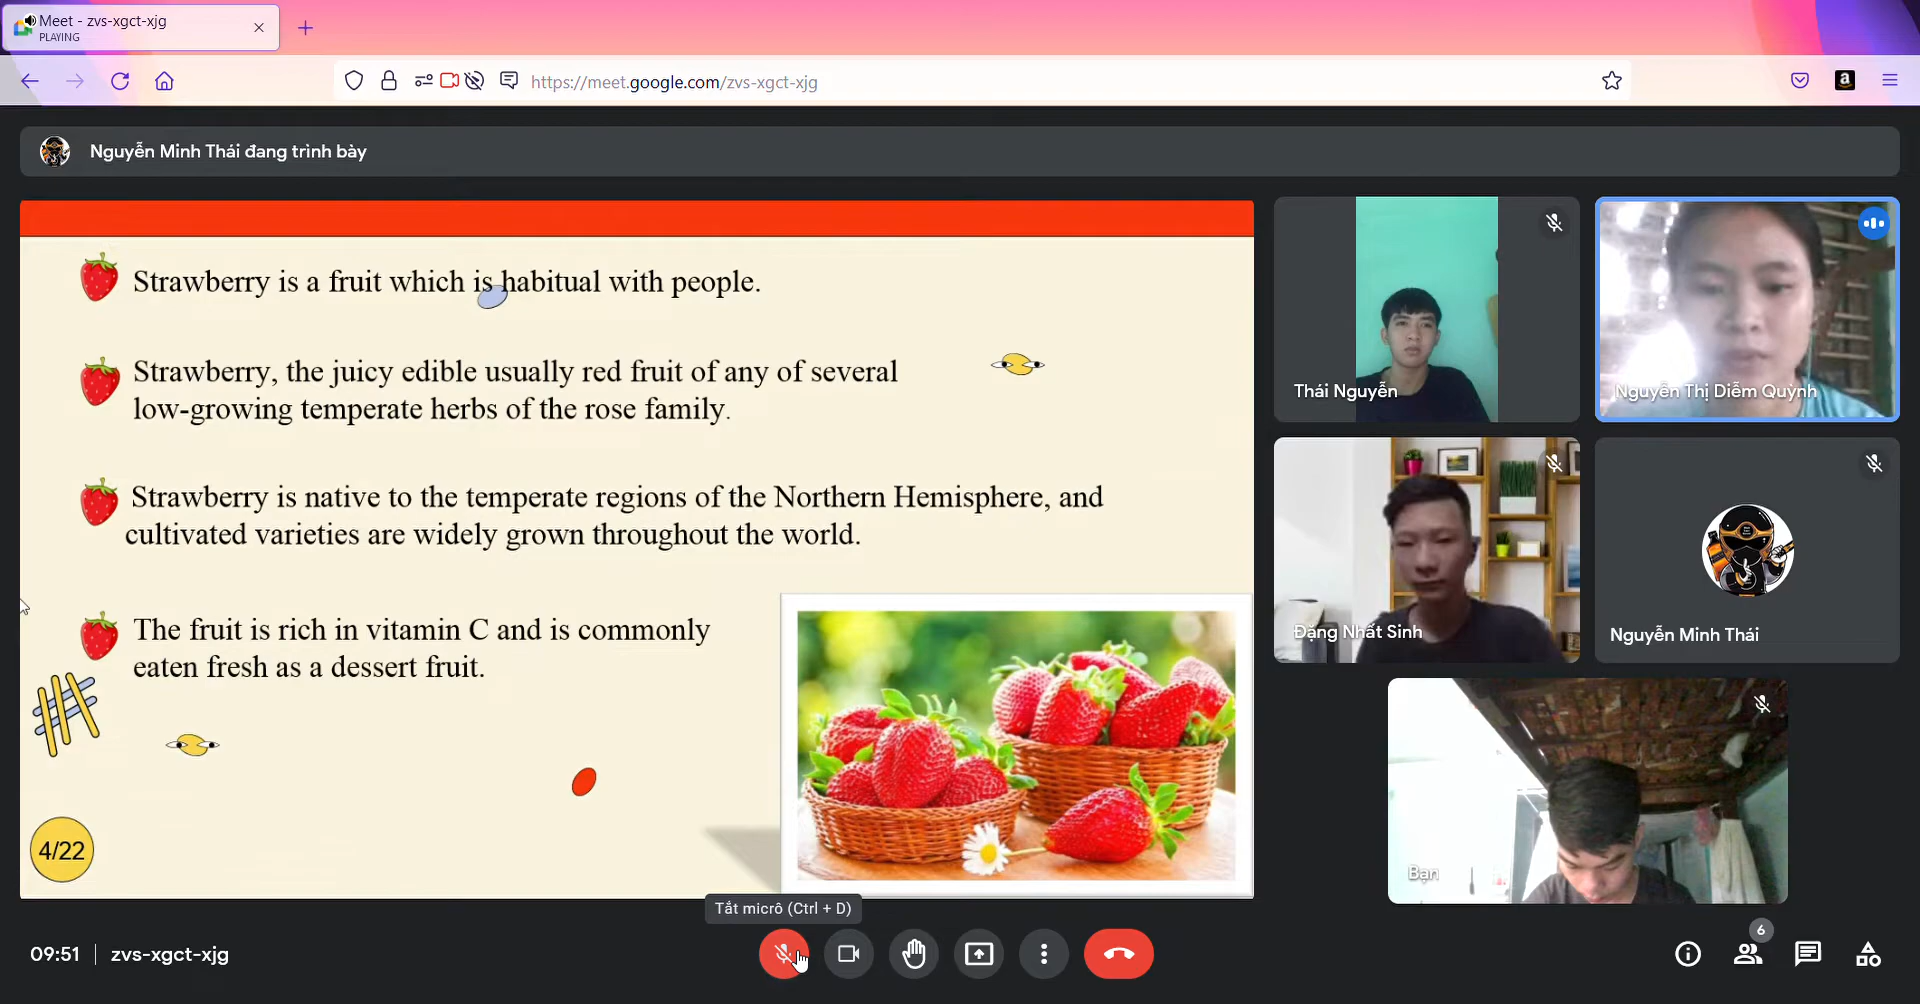 Meet - zvs-xgct-xjg
PLAYING
https://meet.google.com/zvs-xgct-xjg
a
Nguyễn Minh Thái đang trình bày
Strawberry is a fruit which is habitual with people.
Strawberry, the juicy edible usually red fruit of any of several
low-growing temperate herbs of the rose family.
Strawberry is native to the temperate regions of the Northern Hemisphere, and
cultivated varieties are widely grown throughout the world.
The fruit is rich in vitamin C and is commonly
eaten fresh as a dessert fruit.
4/22
Thái Nguyễn
Nguyễn Thị Diễm Quỳnh
Đặng Nhất Sinh
Nguyễn Minh Thái
Bạn
Tắt micrô (Ctrl + D)
09:51
zvs-xgct-xjg
6